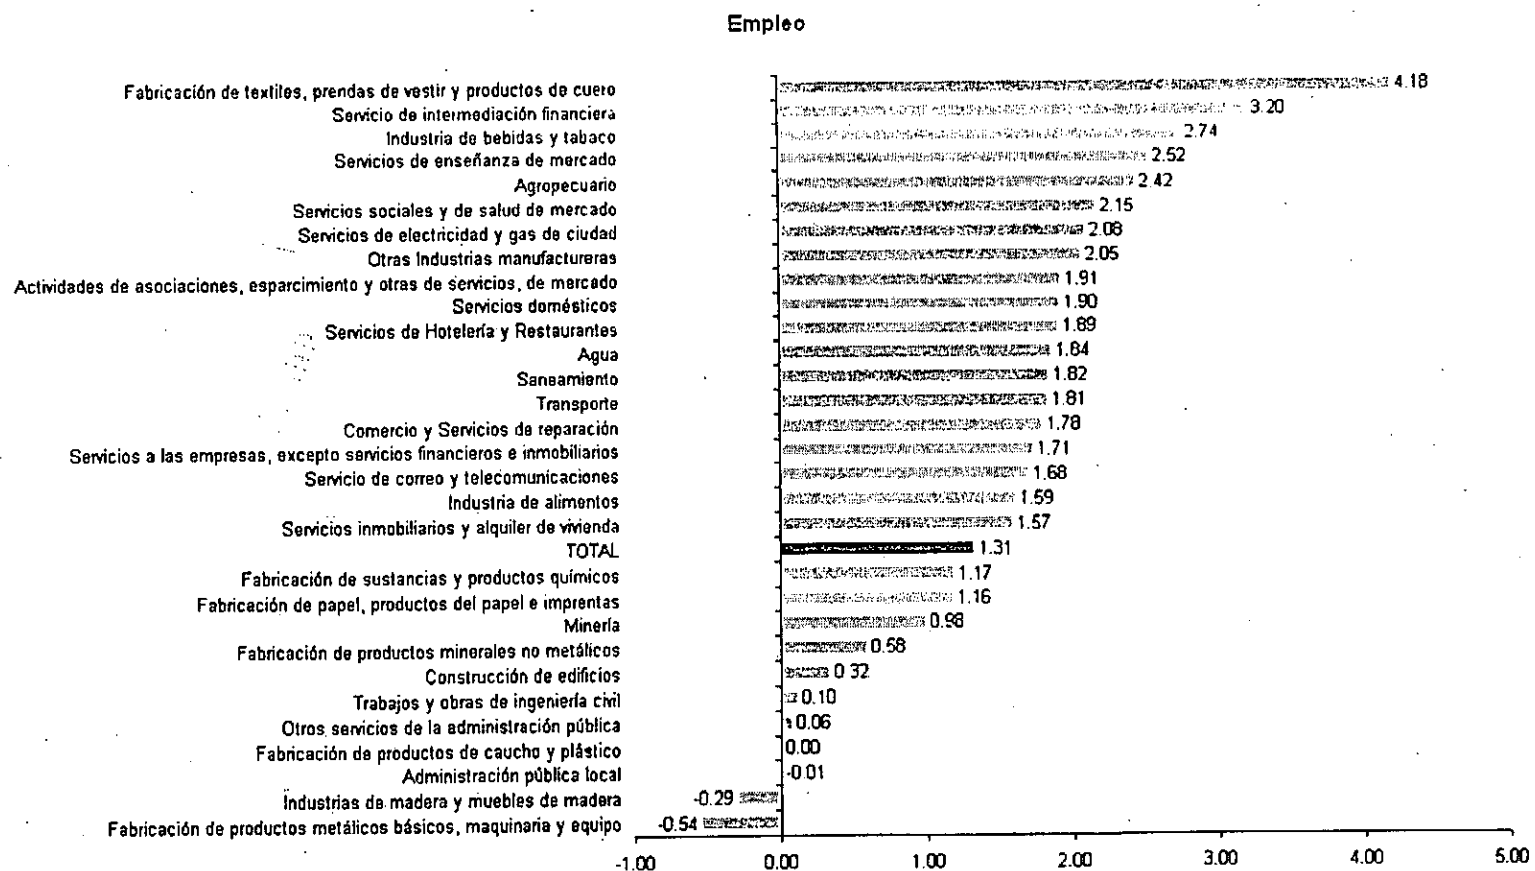 Empleo
Fabricación de textiles, prendas de vestir y productos de cuero 4.18
Servicio de intermediación financiera 3.20
Industria de bebidas y tabaco 2.74
Servicios de enseñanza de mercado 2.52
Agropecuario 2.42
Servicios sociales y de salud de mercado 2.15
Servicios de electricidad y gas de ciudad 2.08
Otras Industrias manufactureras 2.05
Actividades de asociaciones, esparcimiento y otras de servicios, de mercado 1.91
Servicios domésticos 1.90
Servicios de Hotelería y Restaurantes 1.89
Agua 1.84
Saneamiento 1.82
Transporte 1.81
Comercio y Servicios de reparación 1.78
Servicios a las empresas, excepto servicios financieros e inmobiliarios 1.71
Servicio de correo y telecomunicaciones 1.68
Industria de alimentos 1.59
Servicios inmobiliarios y alquiler de vivienda 1.57
TOTAL 1.31
Fabricación de sustancias y productos químicos 1.17
Fabricación de papel, productos del papel e imprentas 1.16
Minería 0.98
Fabricación de productos minerales no metálicos 0.58
Construcción de edificios 0.32
Trabajos y obras de ingeniería civil 0.10
Otros servicios de la administración pública 0.06
Fabricación de productos de caucho y plástico 0.00
Administración pública local -0.01
Industrias de madera y muebles de madera -0.29
Fabricación de productos metálicos básicos, maquinaria y equipo -0.54
-1.00 0.00 1.00 2.00 3.00 4.00 5.00